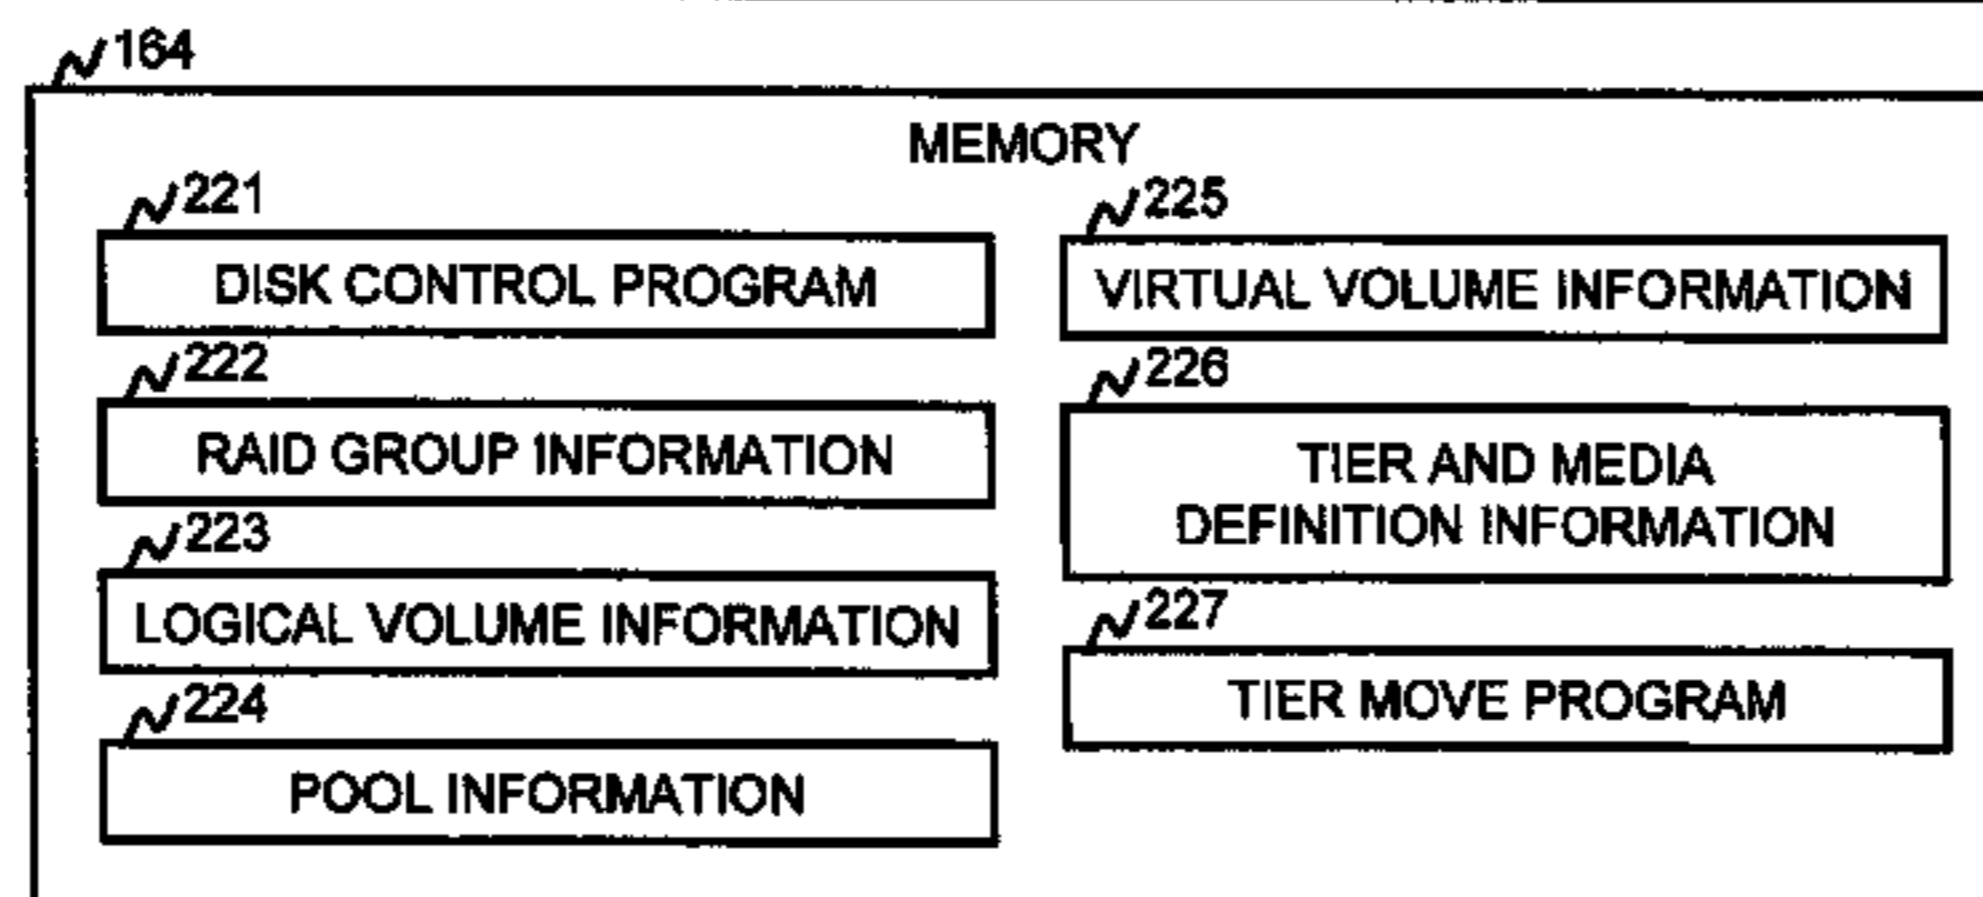 164
MEMORY
221
DISK CONTROL PROGRAM
222
RAID GROUP INFORMATION
223
LOGICAL VOLUME INFORMATION
224
POOL INFORMATION
225
VIRTUAL VOLUME INFORMATION
226
TIER AND MEDIA
DEFINITION INFORMATION
227
TIER MOVE PROGRAM